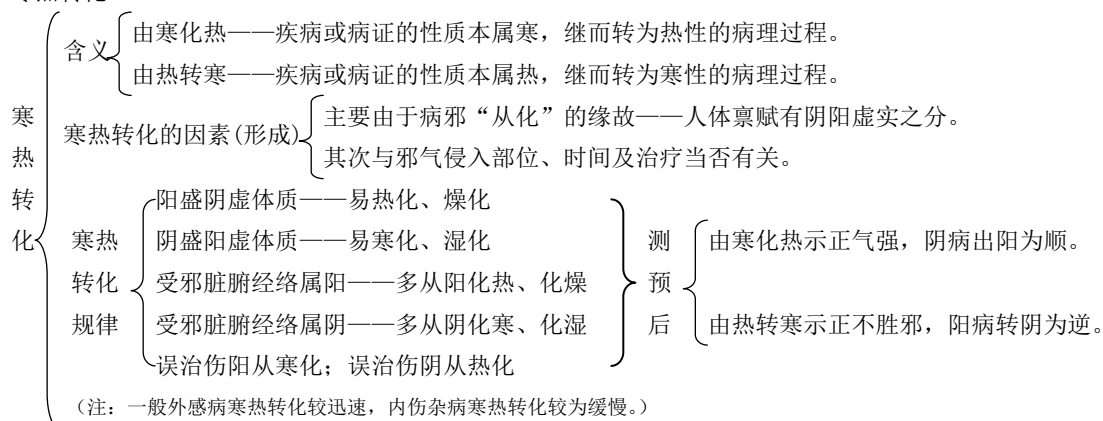 由寒化热——疾病或病证的性质本属寒，继而转为热性的病理过程。
含义
由热转寒——疾病或病证的性质本属热，继而转为寒性的病理过程。
寒热转化
主要由于病邪“从化”的缘故——人体禀赋有阴阳虚实之分。
寒热转化的因素(形成)
其次与邪气侵入部位、时间及治疗当否有关。
寒热转化规律
阳盛阴虚体质——易热化、燥化
阴盛阳虚体质——易寒化、湿化
受邪脏腑经络属阳——多从阳化热、化燥
受邪脏腑经络属阴——多从阴化寒、化湿
误治伤阳从寒化；误治伤阴从热化
测预后
由寒化热示正气强，阴病出阳为顺。
由热转寒示正不胜邪，阳病转阴为逆。
（注：一般外感病寒热转化较迅速，内伤杂病寒热转化较为缓慢。）